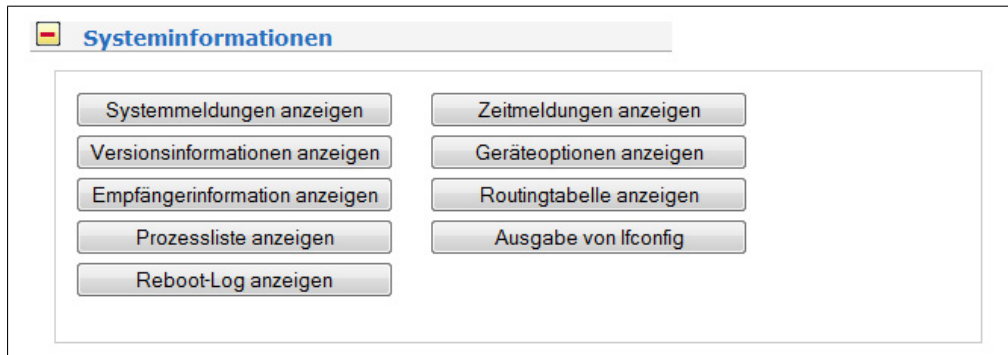 Systeminformationen
Systemmeldungen anzeigen
Zeitmeldungen anzeigen
Versionsinformationen anzeigen
Geräteoptionen anzeigen
Empfängerinformation anzeigen
Routingtabelle anzeigen
Prozessliste anzeigen
Ausgabe von Ifconfig
Reboot-Log anzeigen